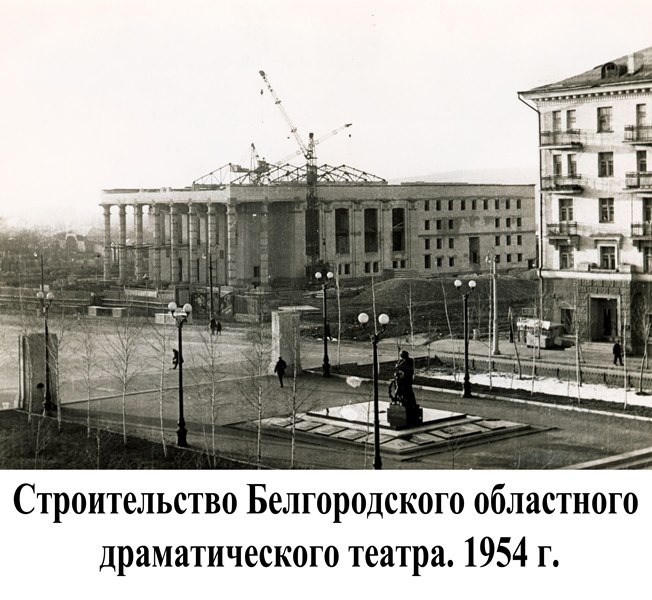 Строительство Белгородского областного
драматического театра. 1954 г.